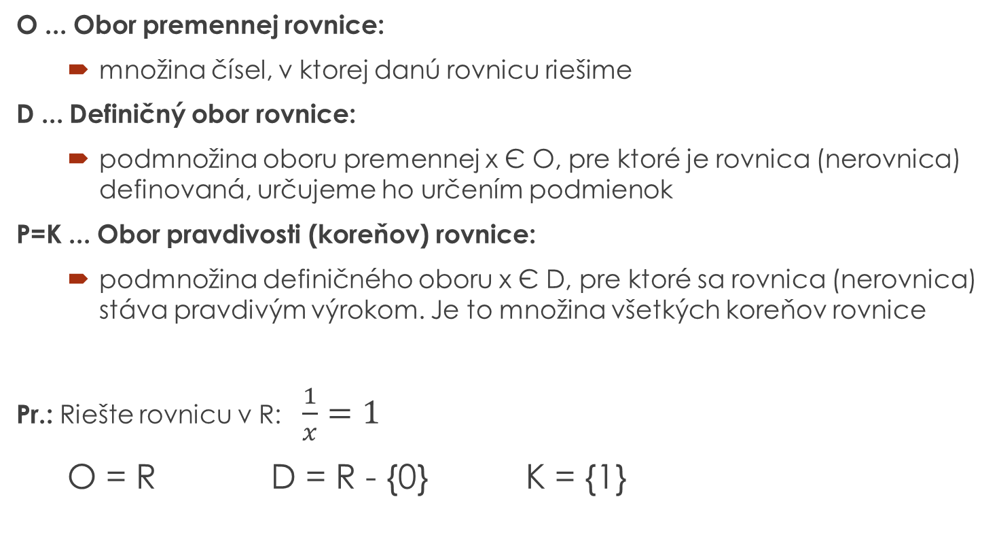 O ... Obor premennej rovnice:
množina čísel, v ktorej danú rovnicu riešime
D ... Definičný obor rovnice:
podmnožina oboru premennej x Є O, pre ktoré je rovnica (nerovnica)
definovaná, určujeme ho určením podmienok
P=K ... Obor pravdivosti (koreňov) rovnice:
podmnožina definičného oboru x Є D, pre ktoré sa rovnica (nerovnica)
stáva pravdivým výrokom. Je to množina všetkých koreňov rovnice
Pr.: Riešte rovnicu v R: 1/x = 1
O = R D = R - {0} K = {1}